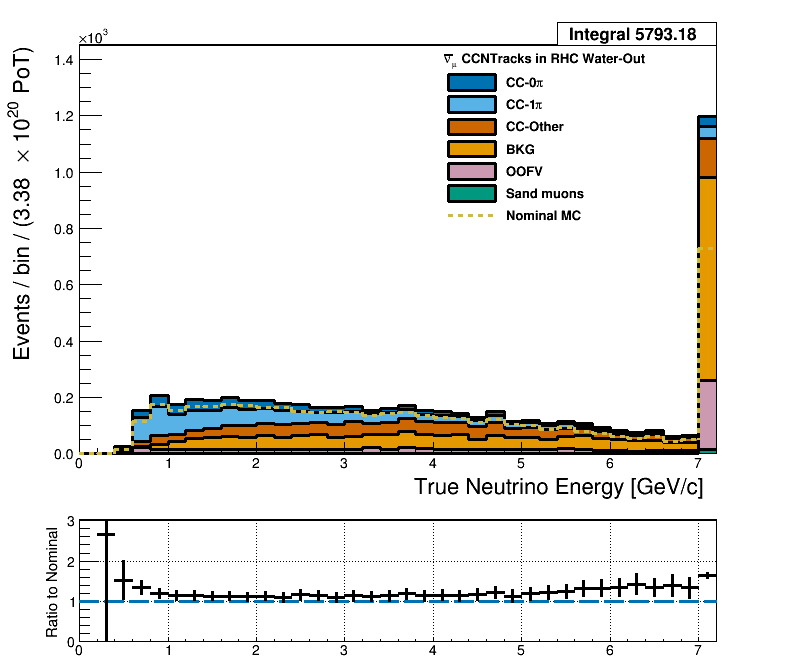 Integral 5793.18
×10³
ν̅μ CCNTracks in RHC Water-Out
CC-0π
CC-1π
CC-Other
BKG
OOFV
Sand muons
Nominal MC
Events / bin / (3.38 × 10²⁰ PoT)
1.4
1.2
1.0
0.8
0.6
0.4
0.2
0.0
0 1 2 3 4 5 6 7
True Neutrino Energy [GeV/c]
Ratio to Nominal
3
2
1
0
0 1 2 3 4 5 6 7